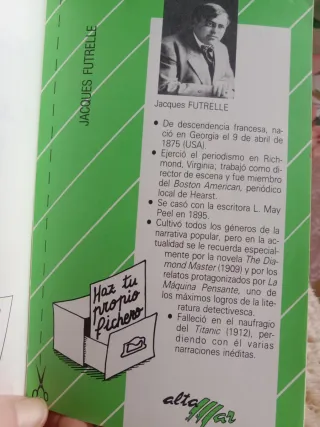 JACQUES FUTRELLE
Jacques FUTRELLE
• De descendencia francesa, na-
ció en Georgia el 9 de abril de
1875 (USA).
• Ejerció el periodismo en Rich-
mond, Virginia, trabajó como di-
rector de escena y fue miembro
del Boston American, periódico
local de Hearst.
• Se casó con la escritora L. May
Peel en 1895.
• Cultivó todos los géneros de la
narrativa popular, pero en la ac-
tualidad se le recuerda especial-
mente por la novela The Dia-
mond Master (1909) y por los
relatos protagonizados por La
Máquina Pensante, uno de
los máximos logros de la lite-
ratura detectivesca.
• Falleció en el naufragio
del Titanic (1912), per-
diendo con él varias
narraciones inéditas.
Haz tu
propio
fichero
alta
Mar